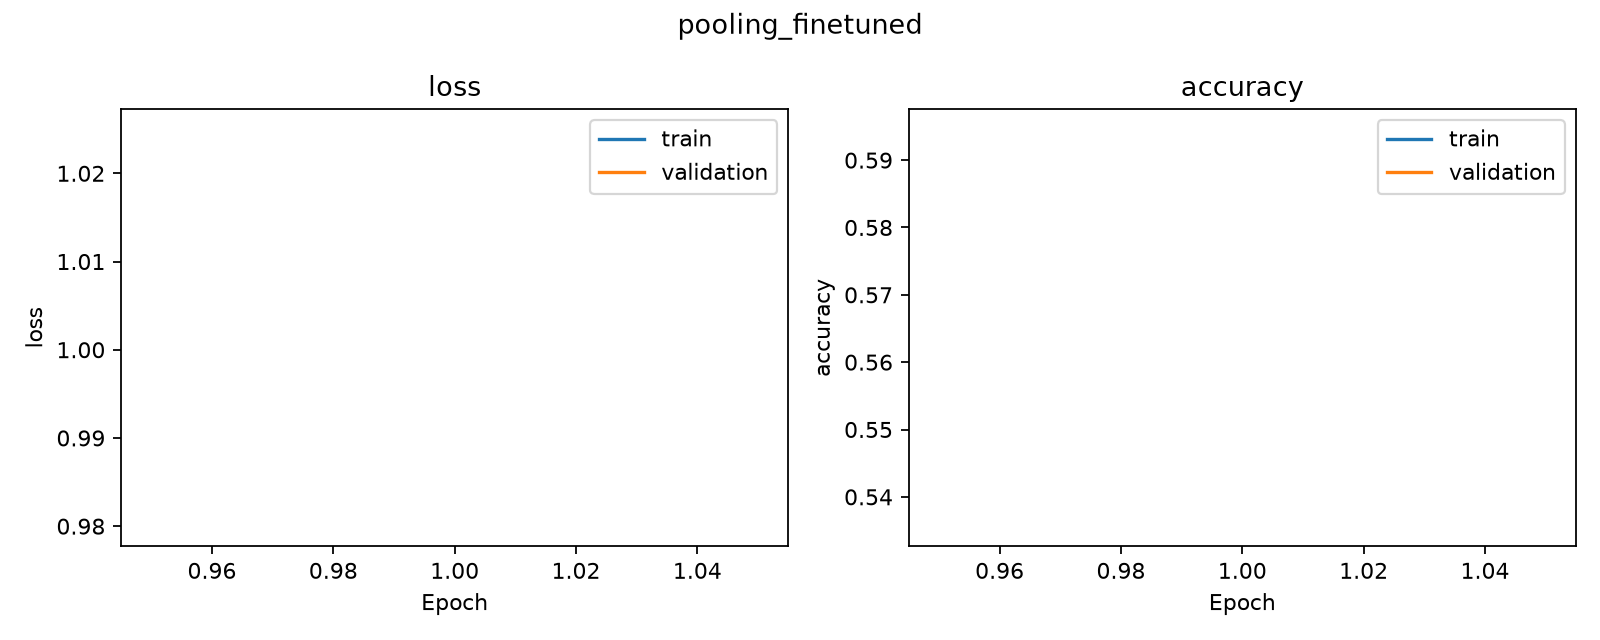 pooling_finetuned
loss
train
validation
1.02
1.01
1.00
0.99
0.98
loss
0.96 0.98 1.00 1.02 1.04
Epoch
accuracy
train
validation
0.59
0.58
0.57
0.56
0.55
0.54
accuracy
0.96 0.98 1.00 1.02 1.04
Epoch